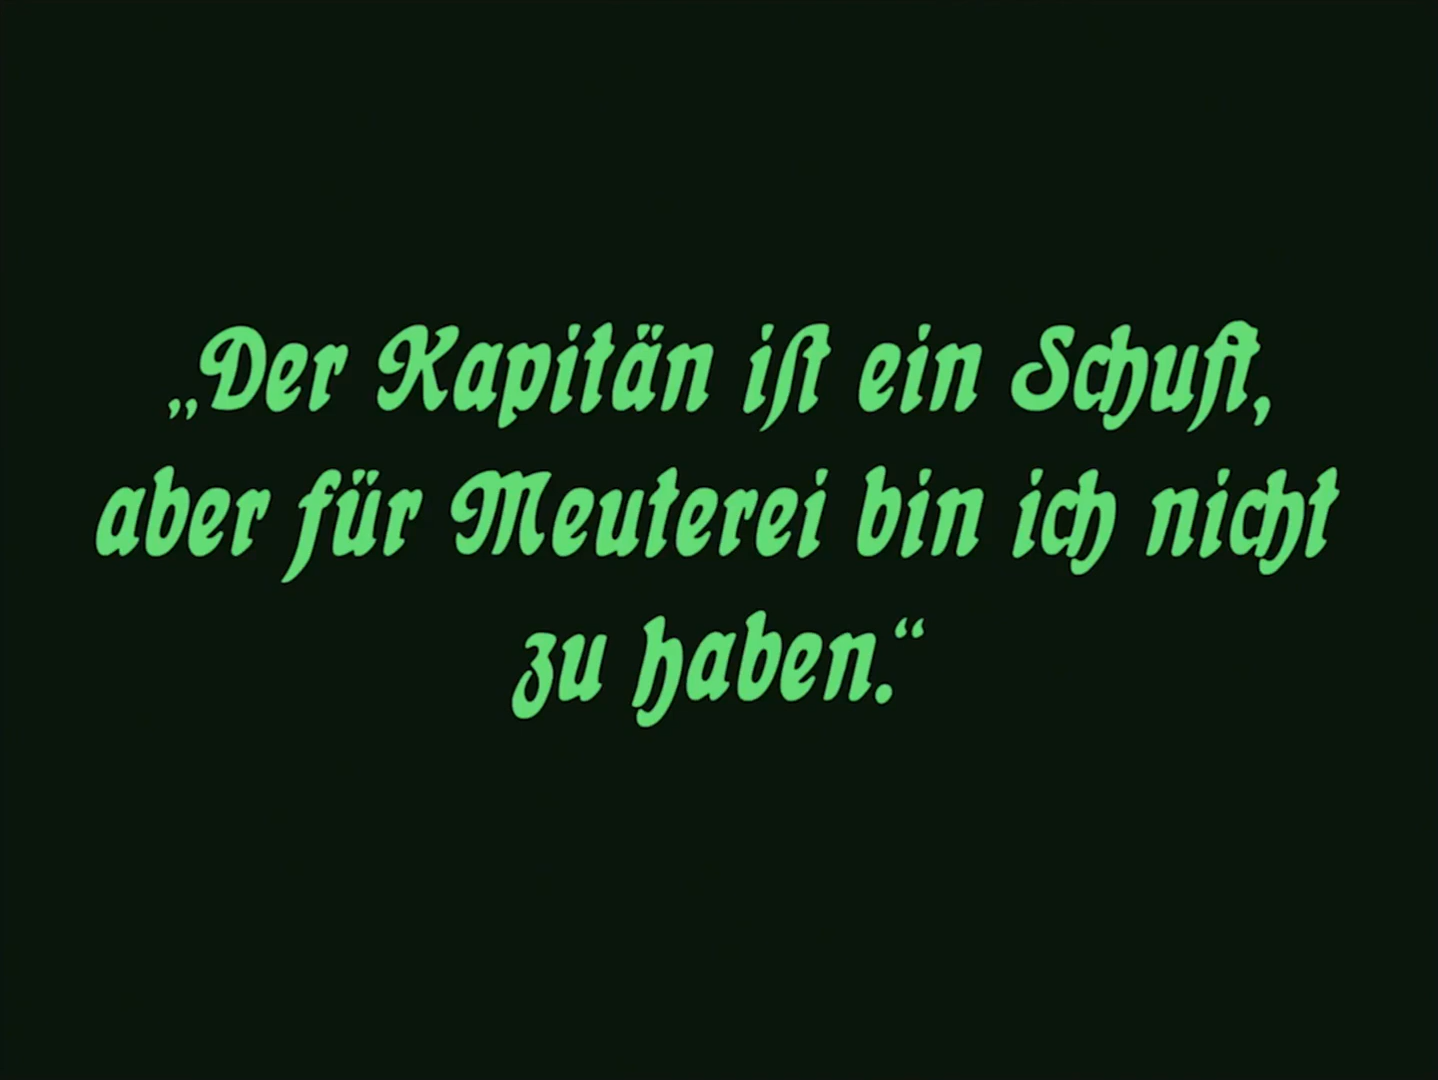 „Der Kapitän iſt ein Schuft,
aber für Meuterei bin ich nicht
zu haben.“